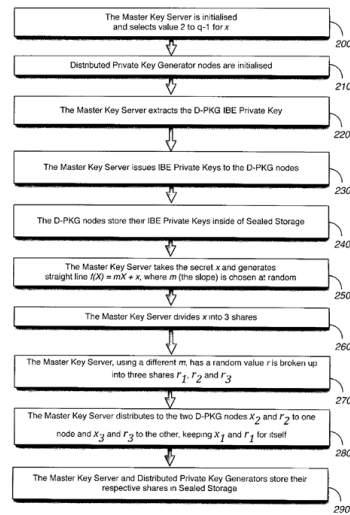 The Master Key Server is initialised
and selects value 2 to q-1 for x
200
Distributed Private Key Generator nodes are initialised
210
The Master Key Server extracts the D-PKG IBE Private Key
220
The Master Key Server issues IBE Private Keys to the D-PKG nodes
230
The D-PKG nodes store their IBE Private Keys inside of Sealed Storage
240
The Master Key Server takes the secret x and generates
straight line f(X) = mX + x, where m (the slope) is chosen at random
250
The Master Key Server divides x into 3 shares
260
The Master Key Server, using a different m, has a random value r is broken up
into three shares r1, r2 and r3
270
The Master Key Server distributes to the two D-PKG nodes x2 and r2 to one
node and x3 and r3 to the other, keeping x1 and r1 for itself
280
The Master Key Server and Distributed Private Key Generators store their
respective shares in Sealed Storage
290